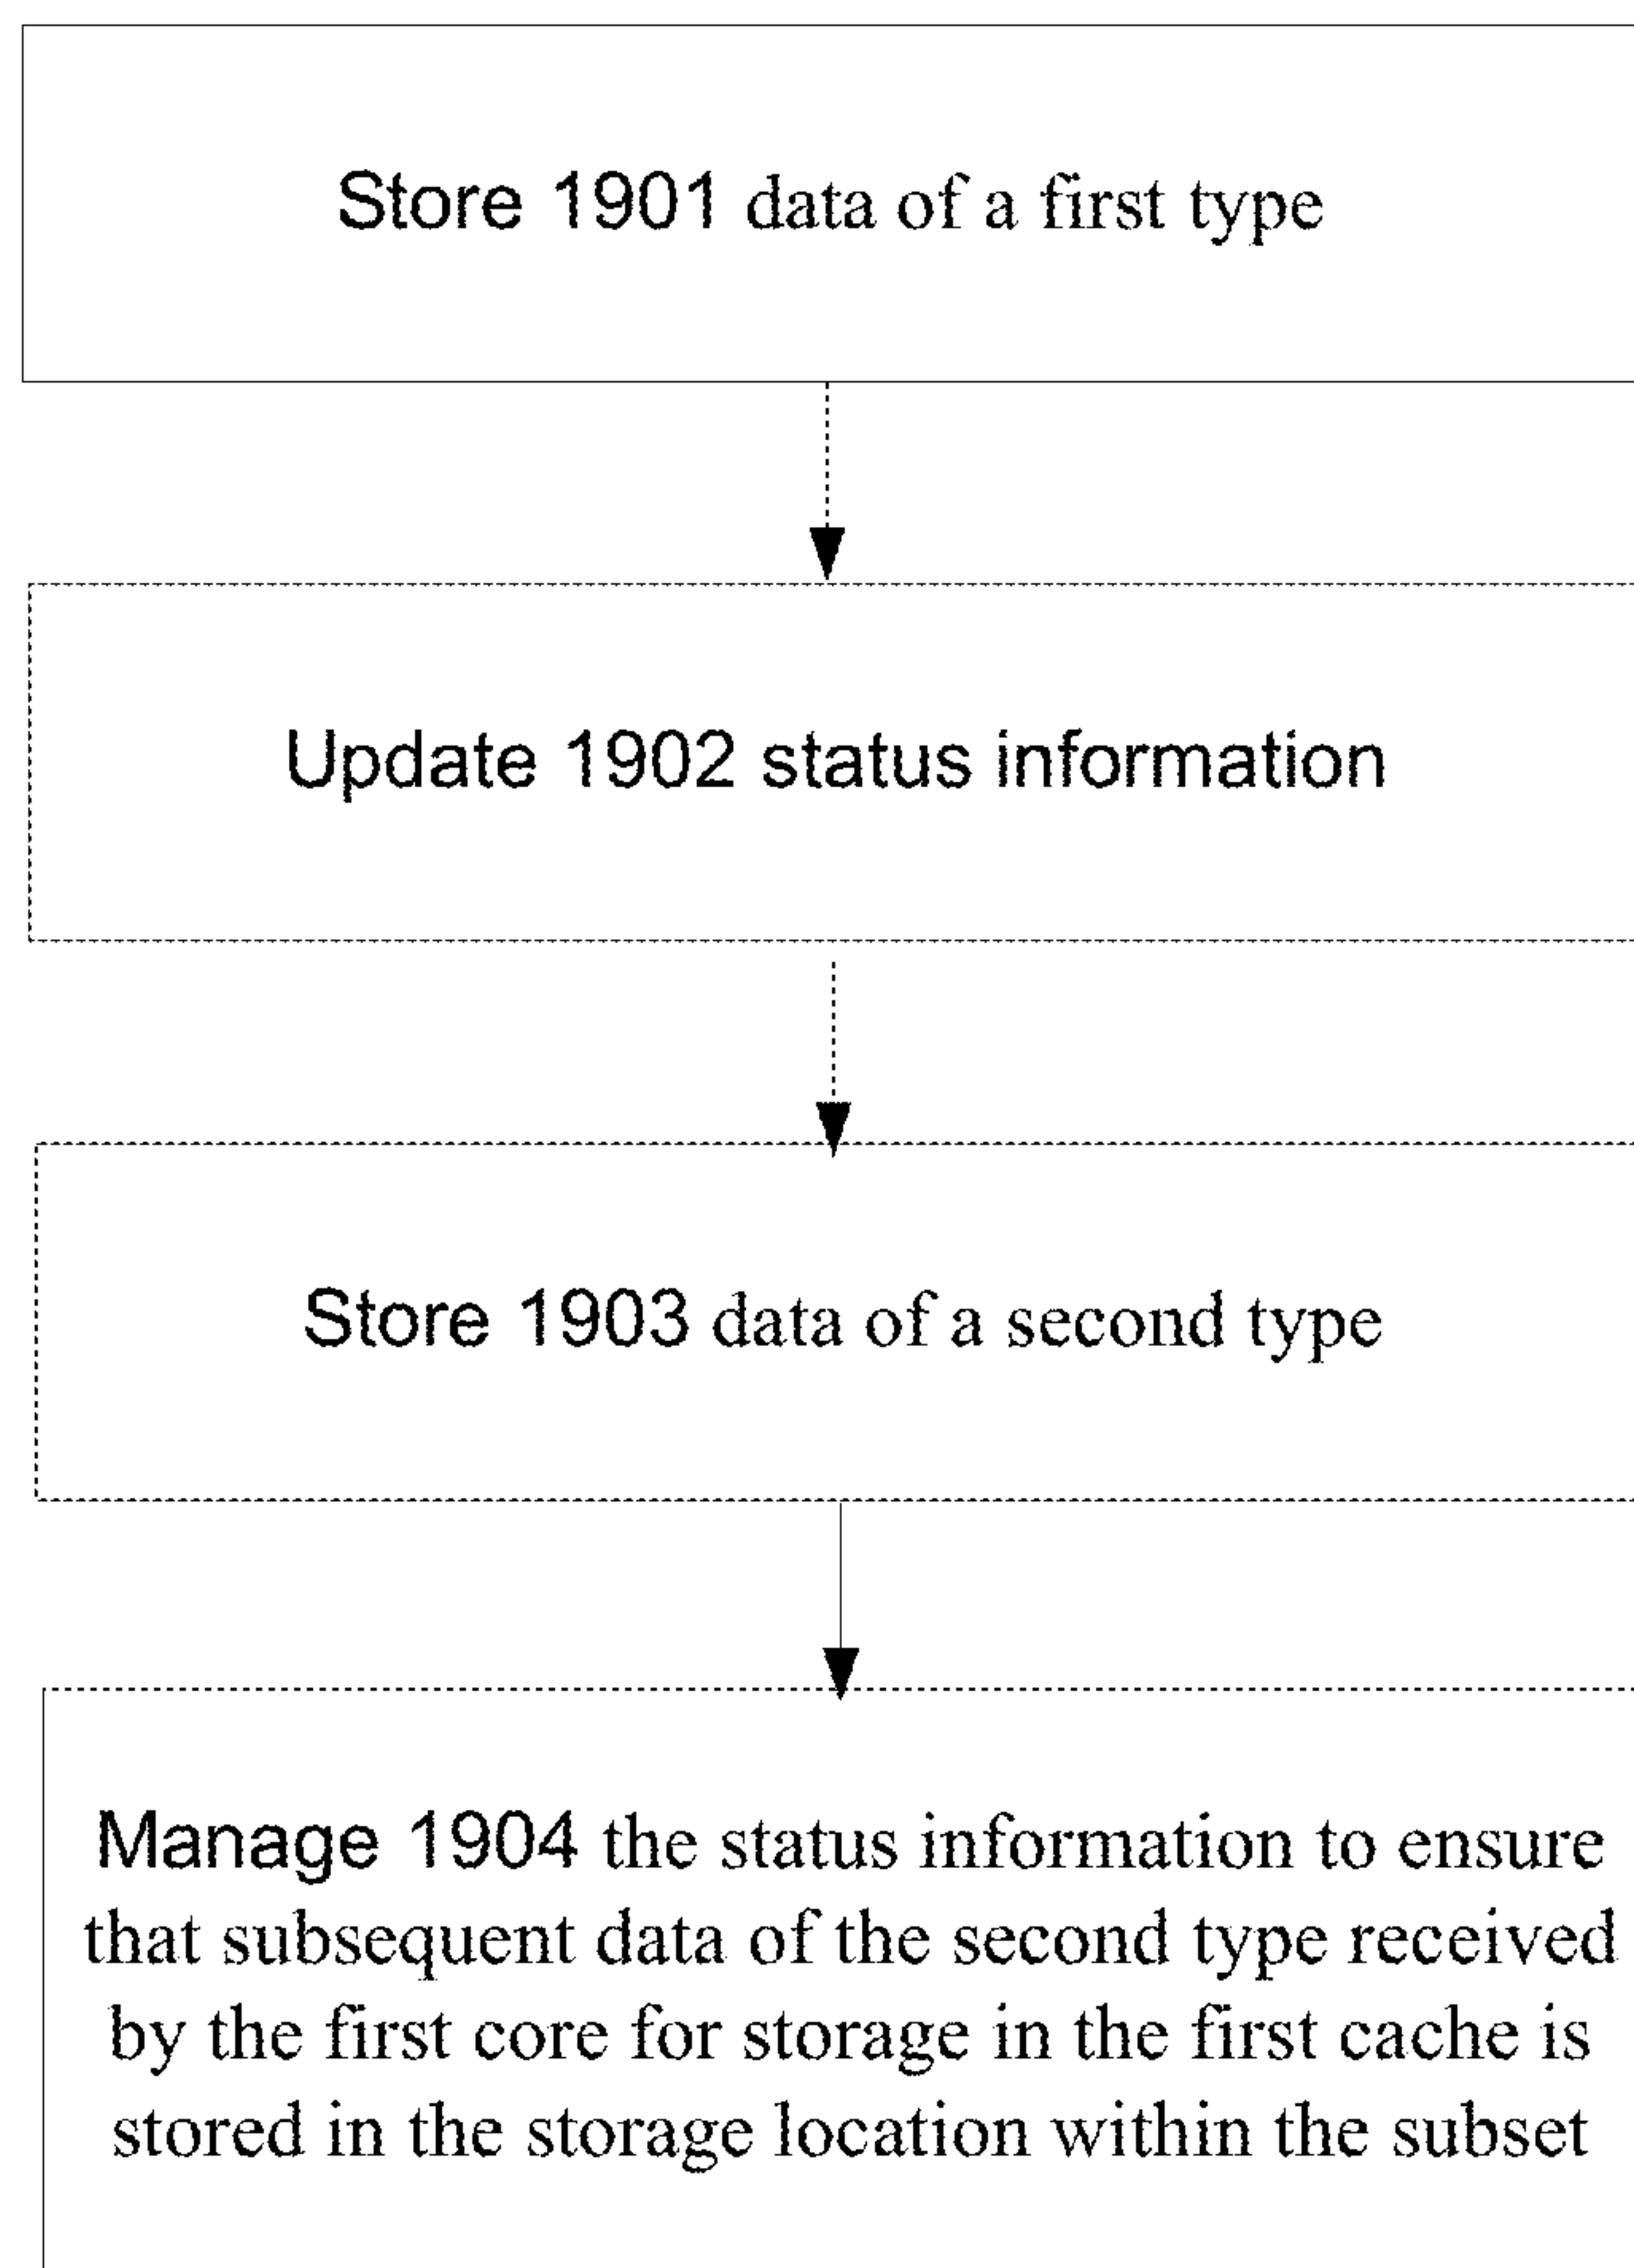 Store 1901 data of a first type
Update 1902 status information
Store 1903 data of a second type
Manage 1904 the status information to ensure
that subsequent data of the second type received
by the first core for storage in the first cache is
stored in the storage location within the subset